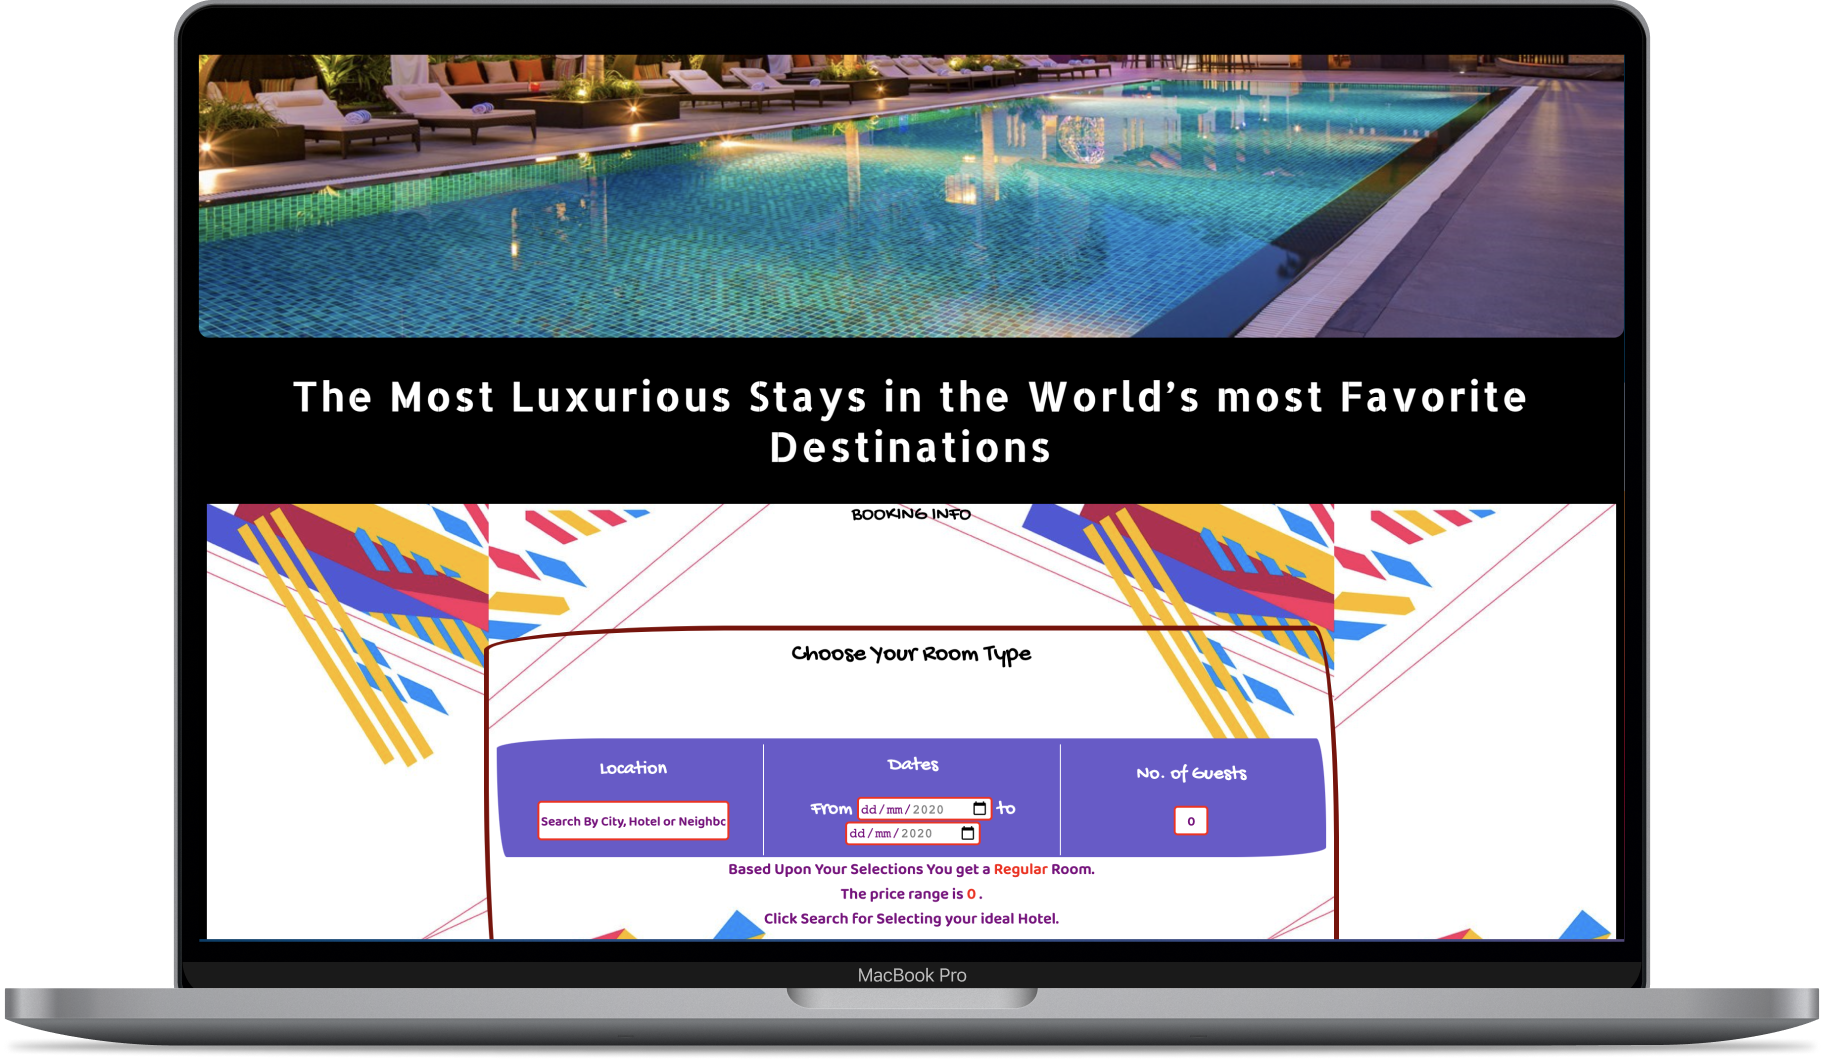 The Most Luxurious Stays in the World’s most Favorite
Destinations
BOOKING INFO
Choose Your Room Type
Location
Dates
No. of Guests
Search By City, Hotel or Neighbo
From dd/mm/2020 to
dd/mm/2020
0
Based Upon Your Selections You get a Regular Room.
The price range is 0 .
Click Search for Selecting your ideal Hotel.
MacBook Pro